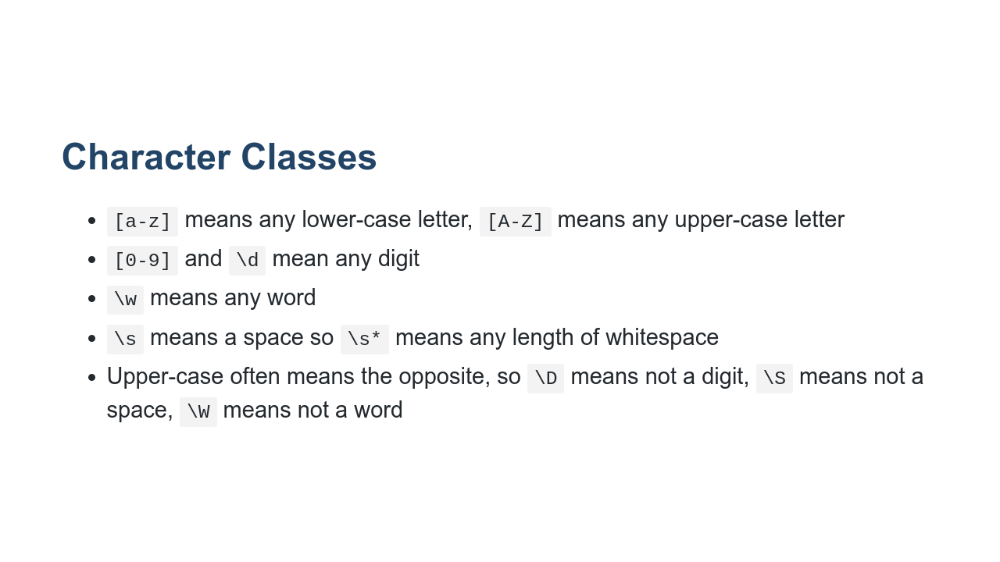 Character Classes
[a-z] means any lower-case letter, [A-Z] means any upper-case letter
[0-9] and \d mean any digit
\w means any word
\s means a space so \s* means any length of whitespace
Upper-case often means the opposite, so \D means not a digit, \S means not a
space, \W means not a word